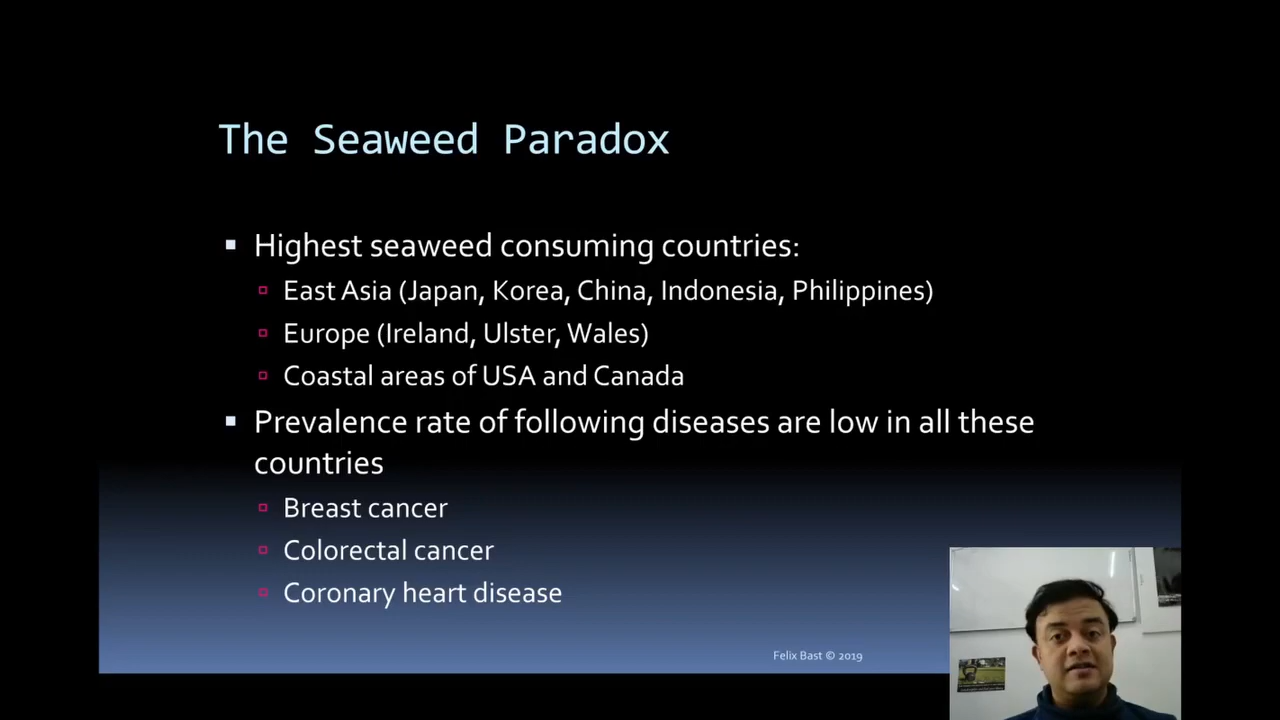 The Seaweed Paradox
Highest seaweed consuming countries:
East Asia (Japan, Korea, China, Indonesia, Philippines)
Europe (Ireland, Ulster, Wales)
Coastal areas of USA and Canada
Prevalence rate of following diseases are low in all these
countries
Breast cancer
Colorectal cancer
Coronary heart disease
Felix Bast © 2019